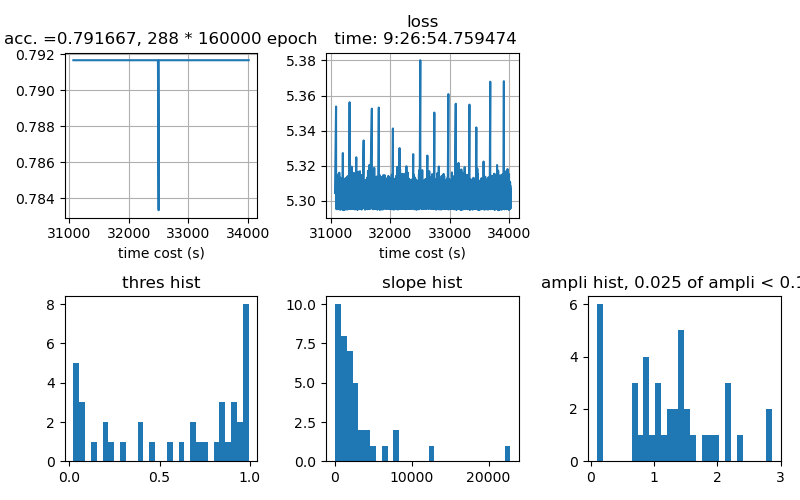 acc. =0.791667, 288 * 160000 epoch
loss
time: 9:26:54.759474
0.792
0.790
0.788
0.786
0.784
31000 32000 33000 34000
time cost (s)
5.38
5.36
5.34
5.32
5.30
31000 32000 33000 34000
time cost (s)
thres hist
8
6
4
2
0
0.0 0.5 1.0
slope hist
10.0
7.5
5.0
2.5
0.0
0 10000 20000
ampli hist, 0.025 of ampli < 0.1
6
4
2
0
0 1 2 3